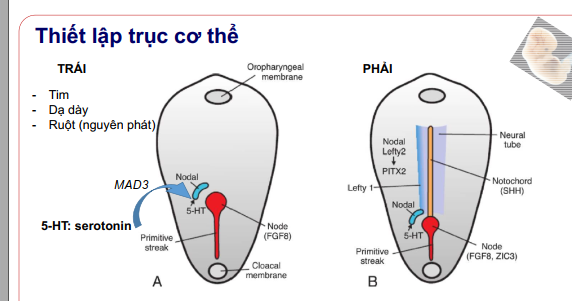 Thiết lập trục cơ thể
TRÁI
- Tim
- Dạ dày
- Ruột (nguyên phát)
MAD3
5-HT: serotonin
Oropharyngeal
membrane
Nodal
5-HT
Node
(FGF8)
Primitive
streak
Cloacal
membrane
A
PHẢI
Nodal
Lefty2
PITX2
Neural
tube
Lefty 1
Notochord
(SHH)
Nodal
5-HT
Node
(FGF8, ZIC3)
Primitive
streak
B